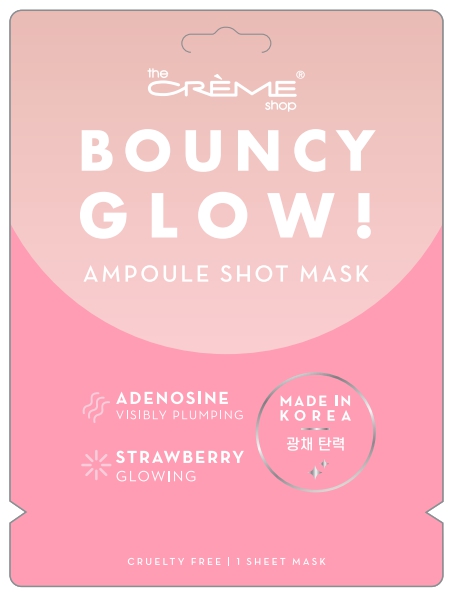 the
CRÈME®
shop
BOUNCY
GLOW!
AMPOULE SHOT MASK
ADENOSINE
VISIBLY PLUMPING
STRAWBERRY
GLOWING
MADE IN
KOREA
광채 탄력
CRUELTY FREE | 1 SHEET MASK